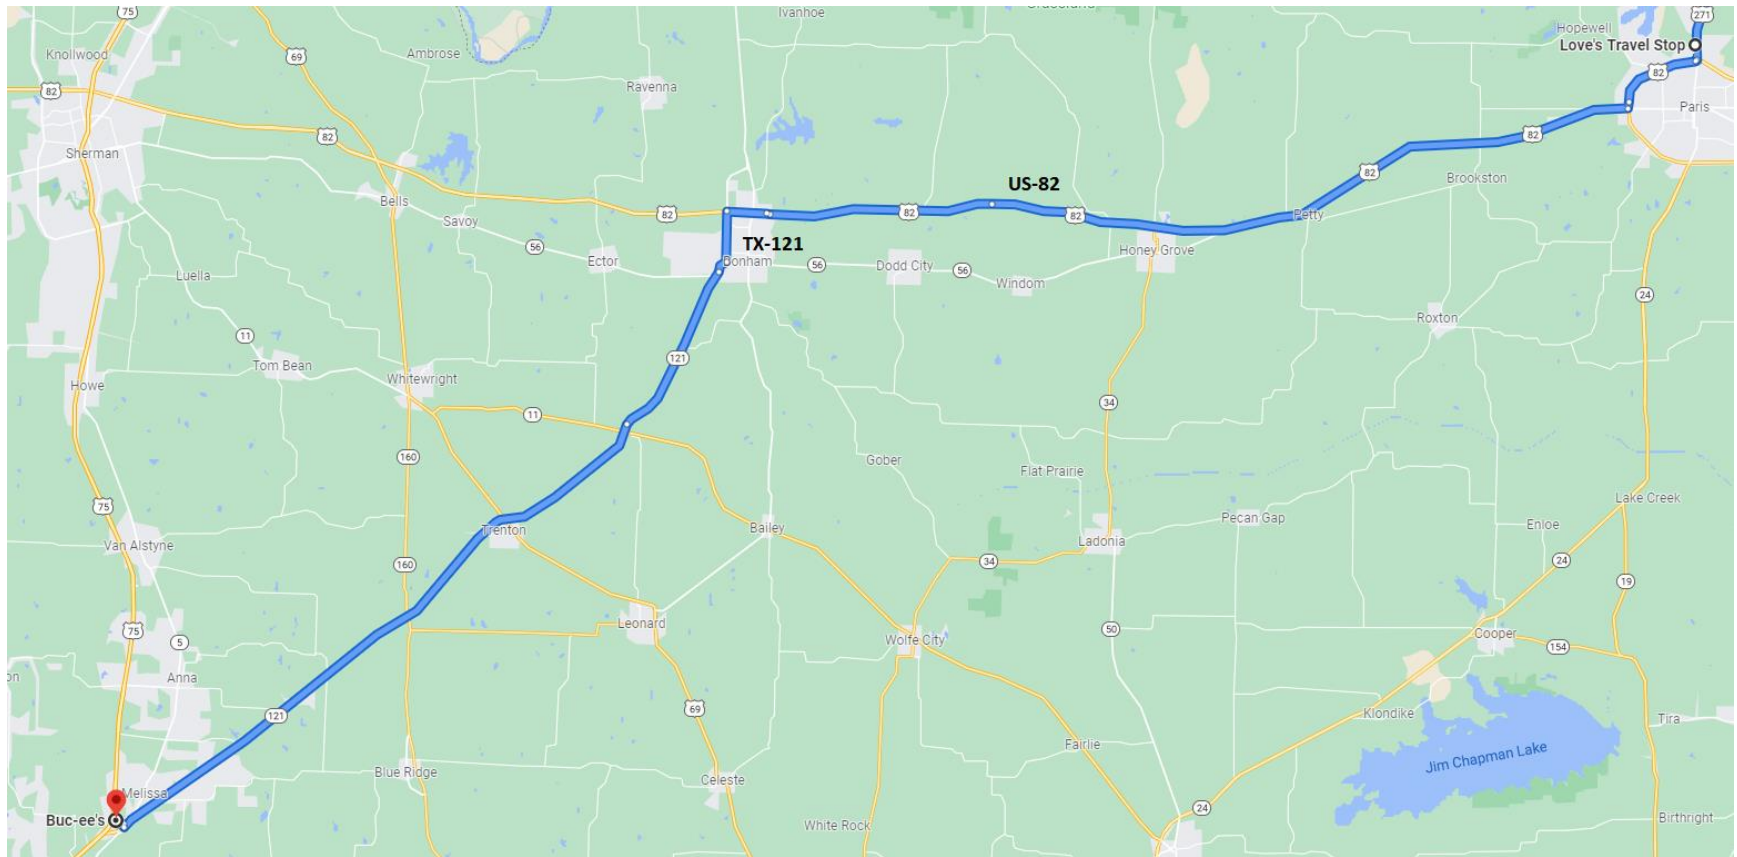 75
Ivanhoe
271
Hopewell
Knollwood
Ambrose
69
Love's Travel Stop
82
82
Ravenna
Paris
82
82
82
Sherman
82
Brookston
US-82
Bells
Savoy
82
82
82
Petty
TX-121
56
Ector
Bonham
56
Dodd City
56
Windom
Honey Grove
Luella
24
11
Tom Bean
121
Roxton
Howe
Whitewright
11
34
160
Gober
Flat Prairie
75
Lake Creek
Trenton
Bailey
Pecan Gap
Enloe
Van Alstyne
Ladonia
160
34
24
19
75
Leonard
5
Wolfe City
50
Cooper
154
Anna
121
69
Klondike
Tira
Fairlie
Jim Chapman Lake
Blue Ridge
Celeste
Melissa
24
Buc-ee's
White Rock
Birthright